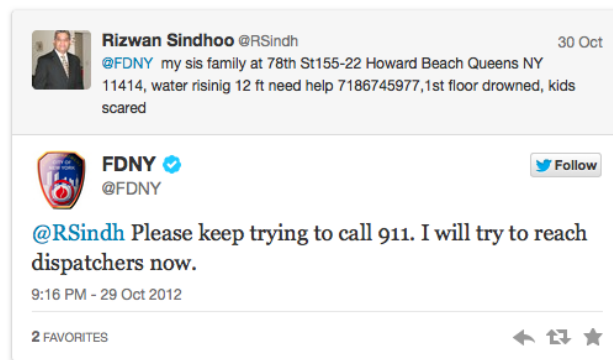 Rizwan Sindhoo @RSindh 30 Oct
@FDNY my sis family at 78th St155-22 Howard Beach Queens NY
11414, water risinig 12 ft need help 7186745977,1st floor drowned, kids
scared
FDNY
@FDNY
Follow
@RSindh Please keep trying to call 911. I will try to reach
dispatchers now.
9:16 PM - 29 Oct 2012
2 FAVORITES